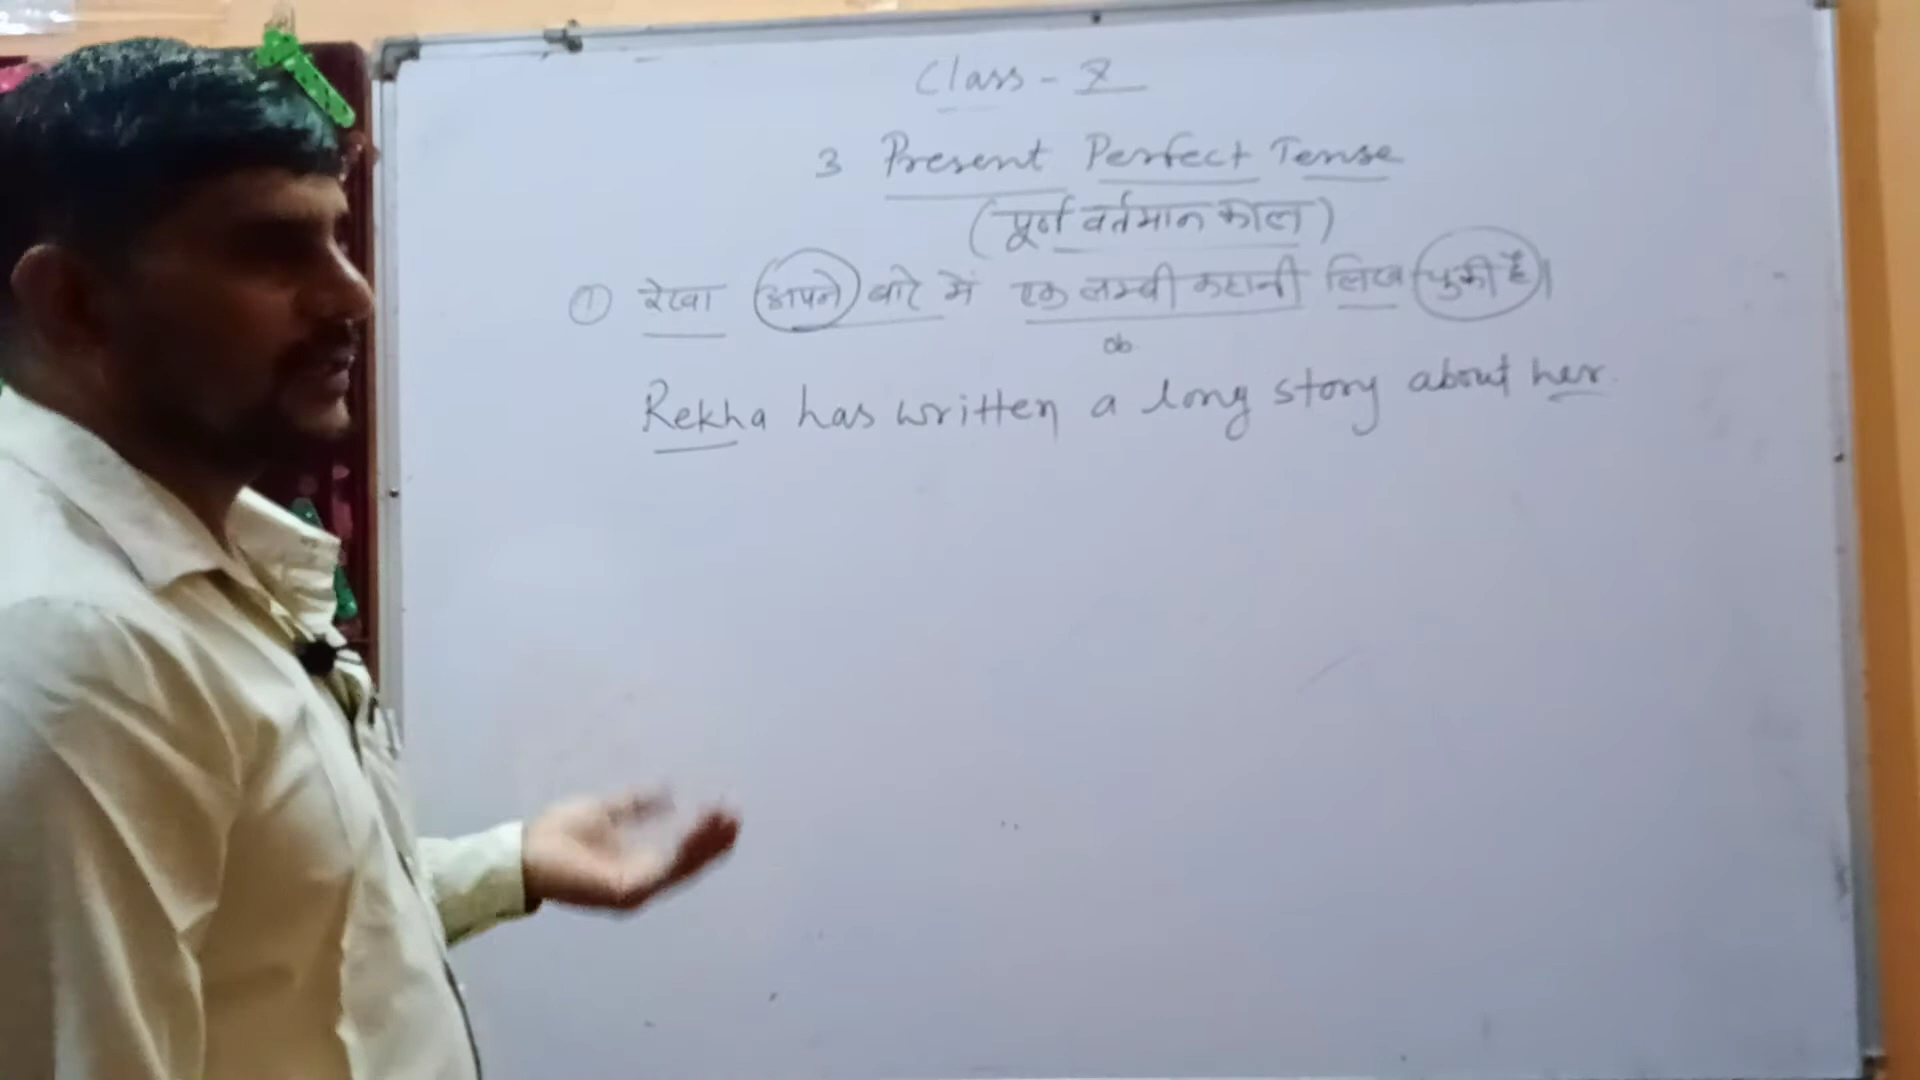 Class - 8
3 Present Perfect Tense
(पूर्ण वर्तमान काल)
① रेखा अपने बारे में एक लम्बी कहानी लिख चुकी है।
ob
Rekha has written a long story about her